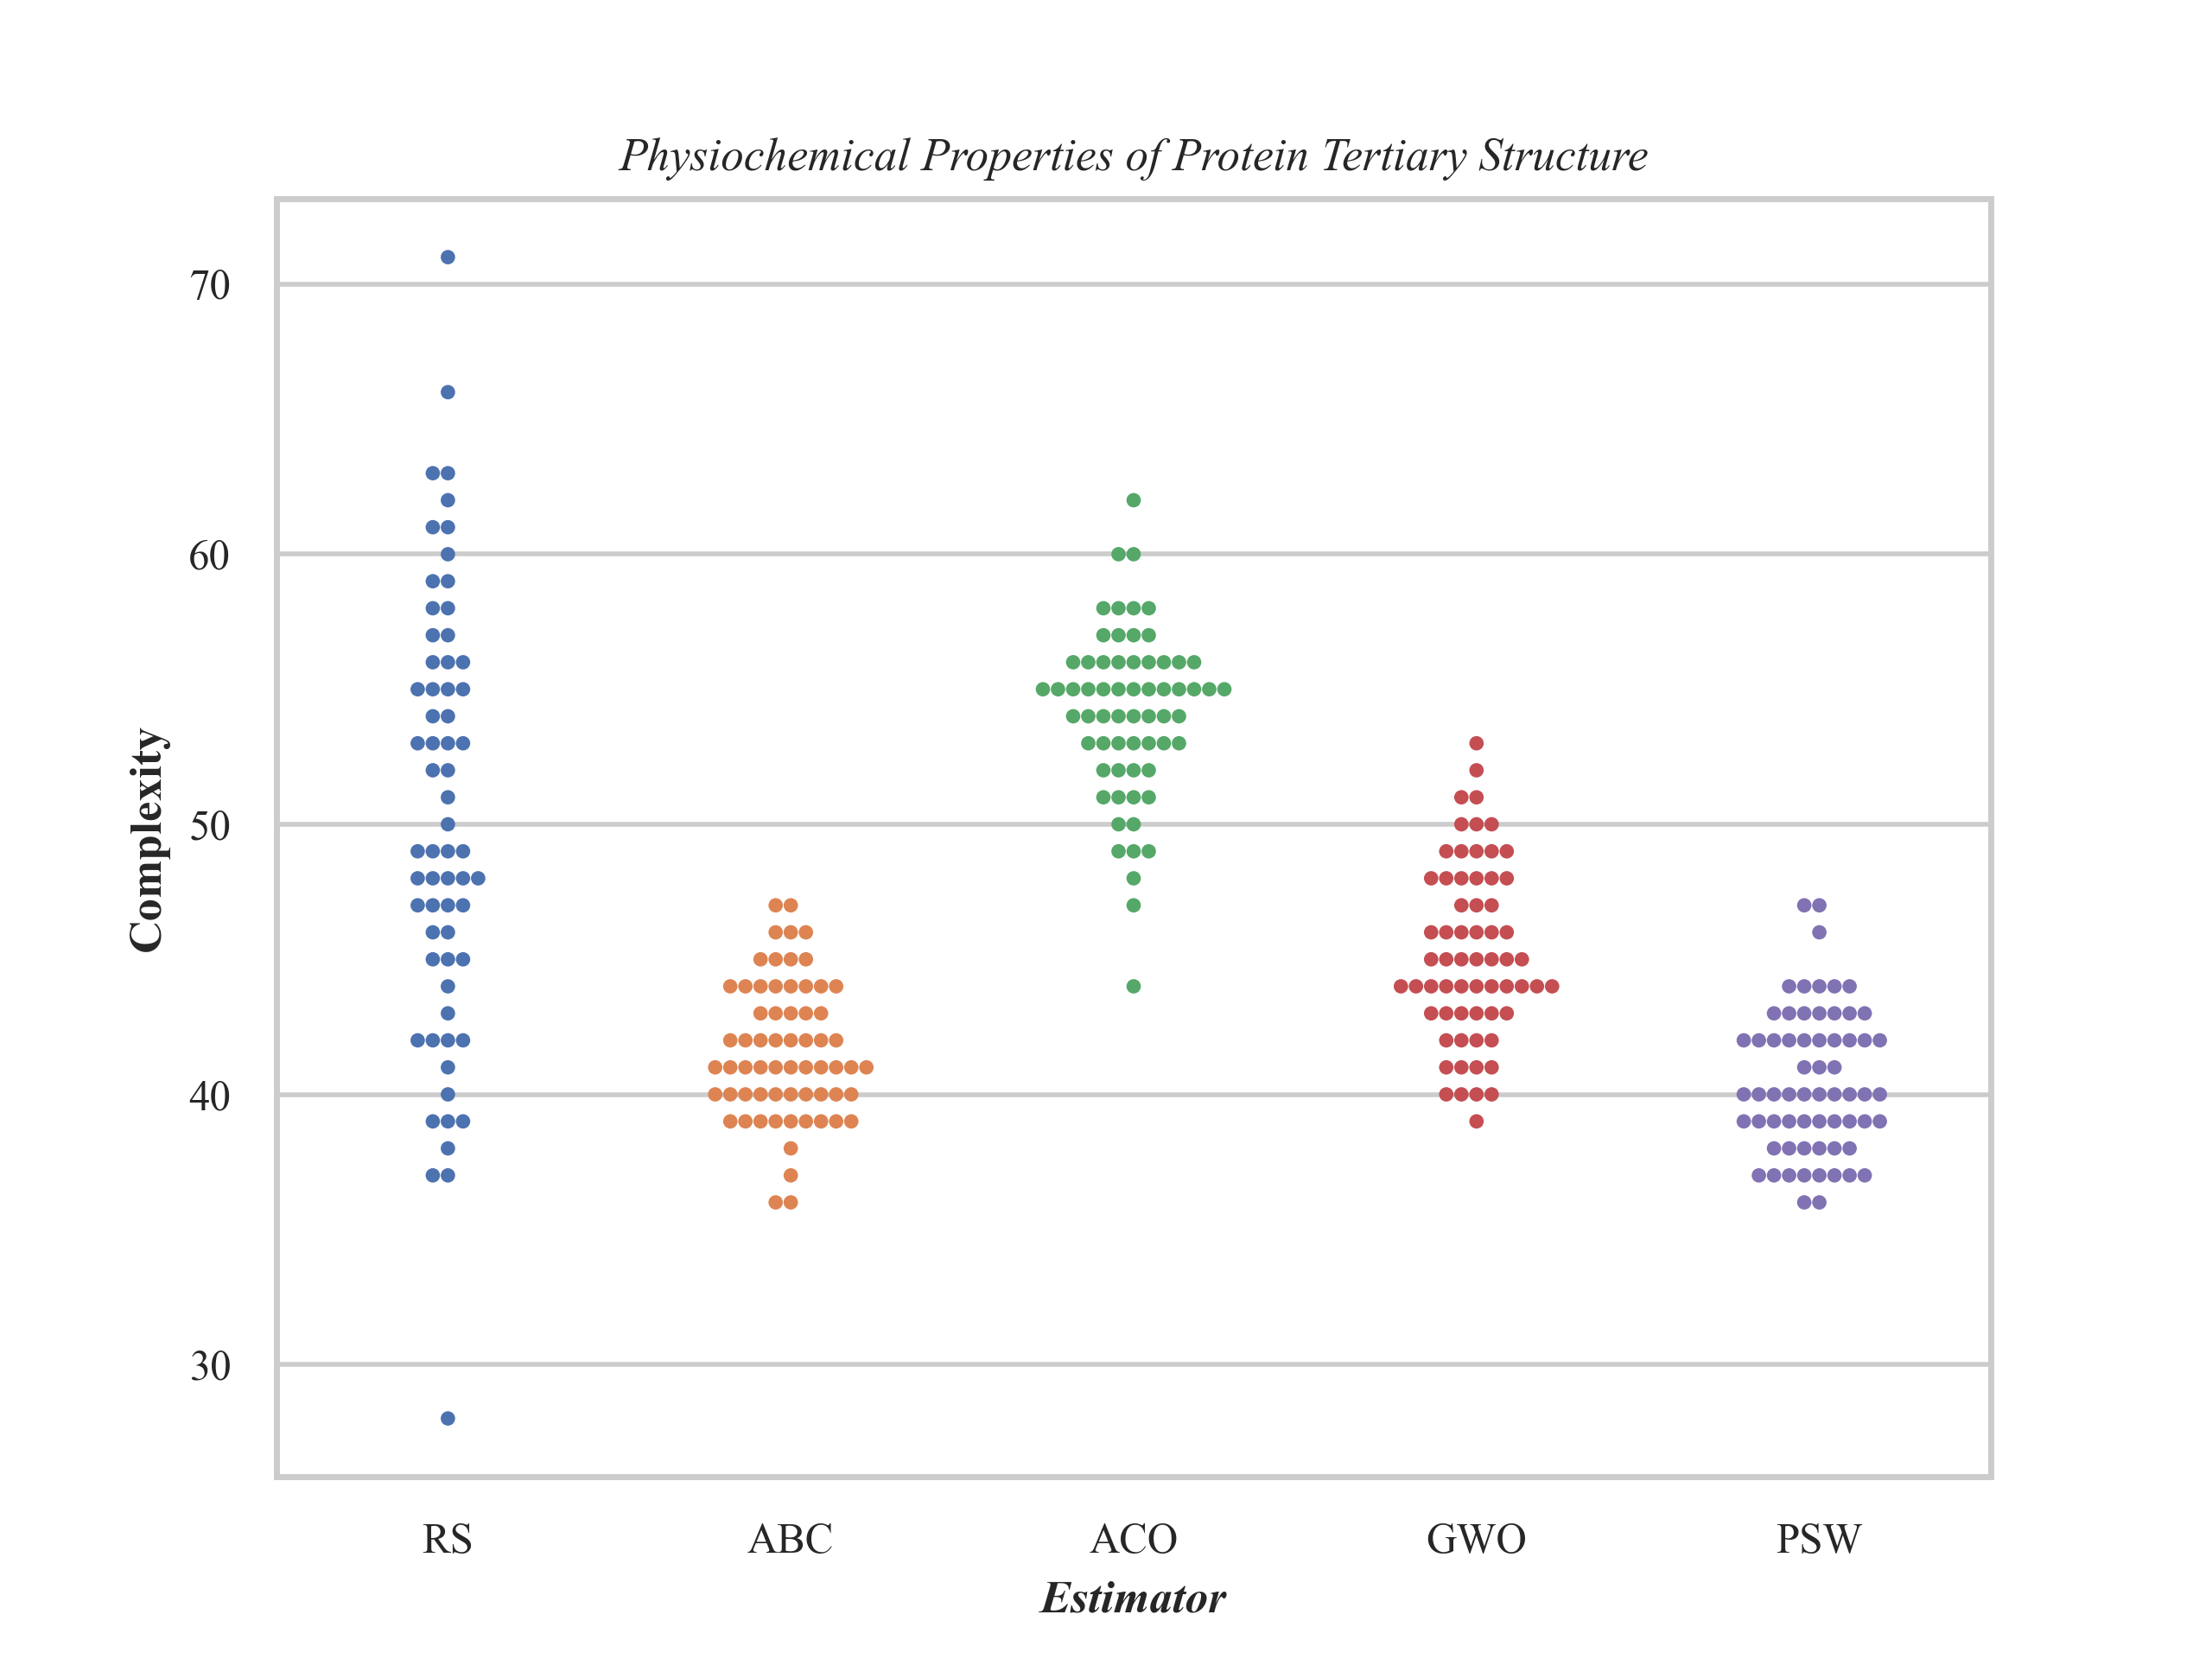 Physiochemical Properties of Protein Tertiary Structure
70
60
50
40
30
Complexity
RS ABC ACO GWO PSW
Estimator